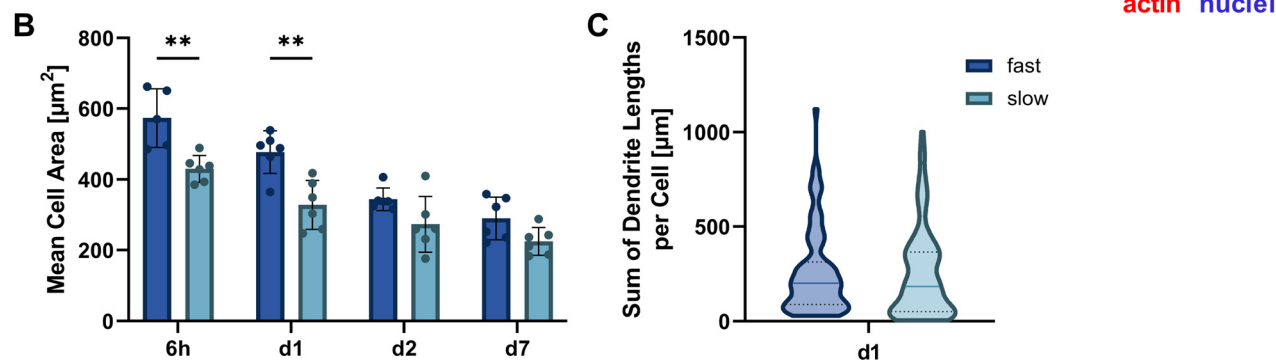 actin nuclei
B
800
600
400
200
0
Mean Cell Area [µm²]
**
**
6h
d1
d2
d7
C
1500
1000
500
0
Sum of Dendrite Lengths
per Cell [µm]
fast
slow
d1